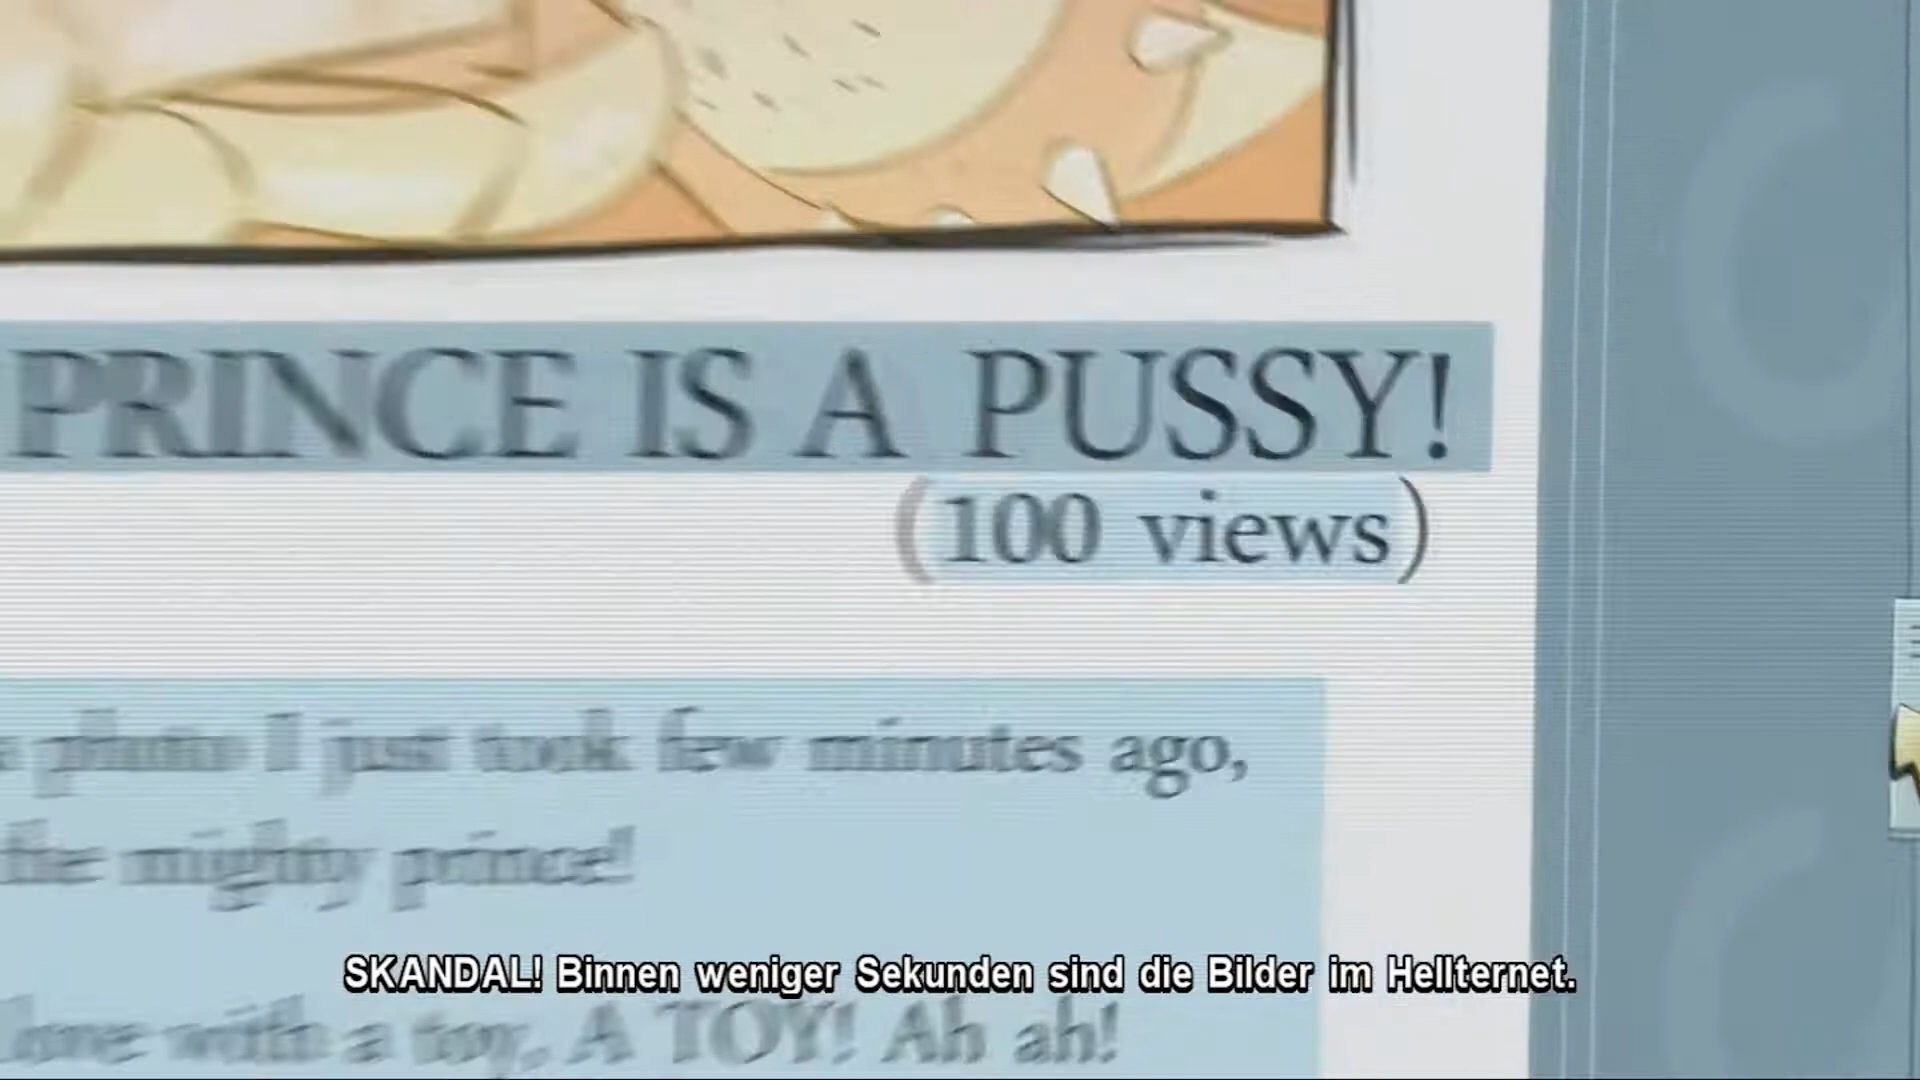 PRINCE IS A PUSSY!
(100 views)
a photo I just took few minutes ago,
the mighty prince!
SKANDAL! Binnen weniger Sekunden sind die Bilder im Hellternet.
love with a toy, A TOY! Ah ah!